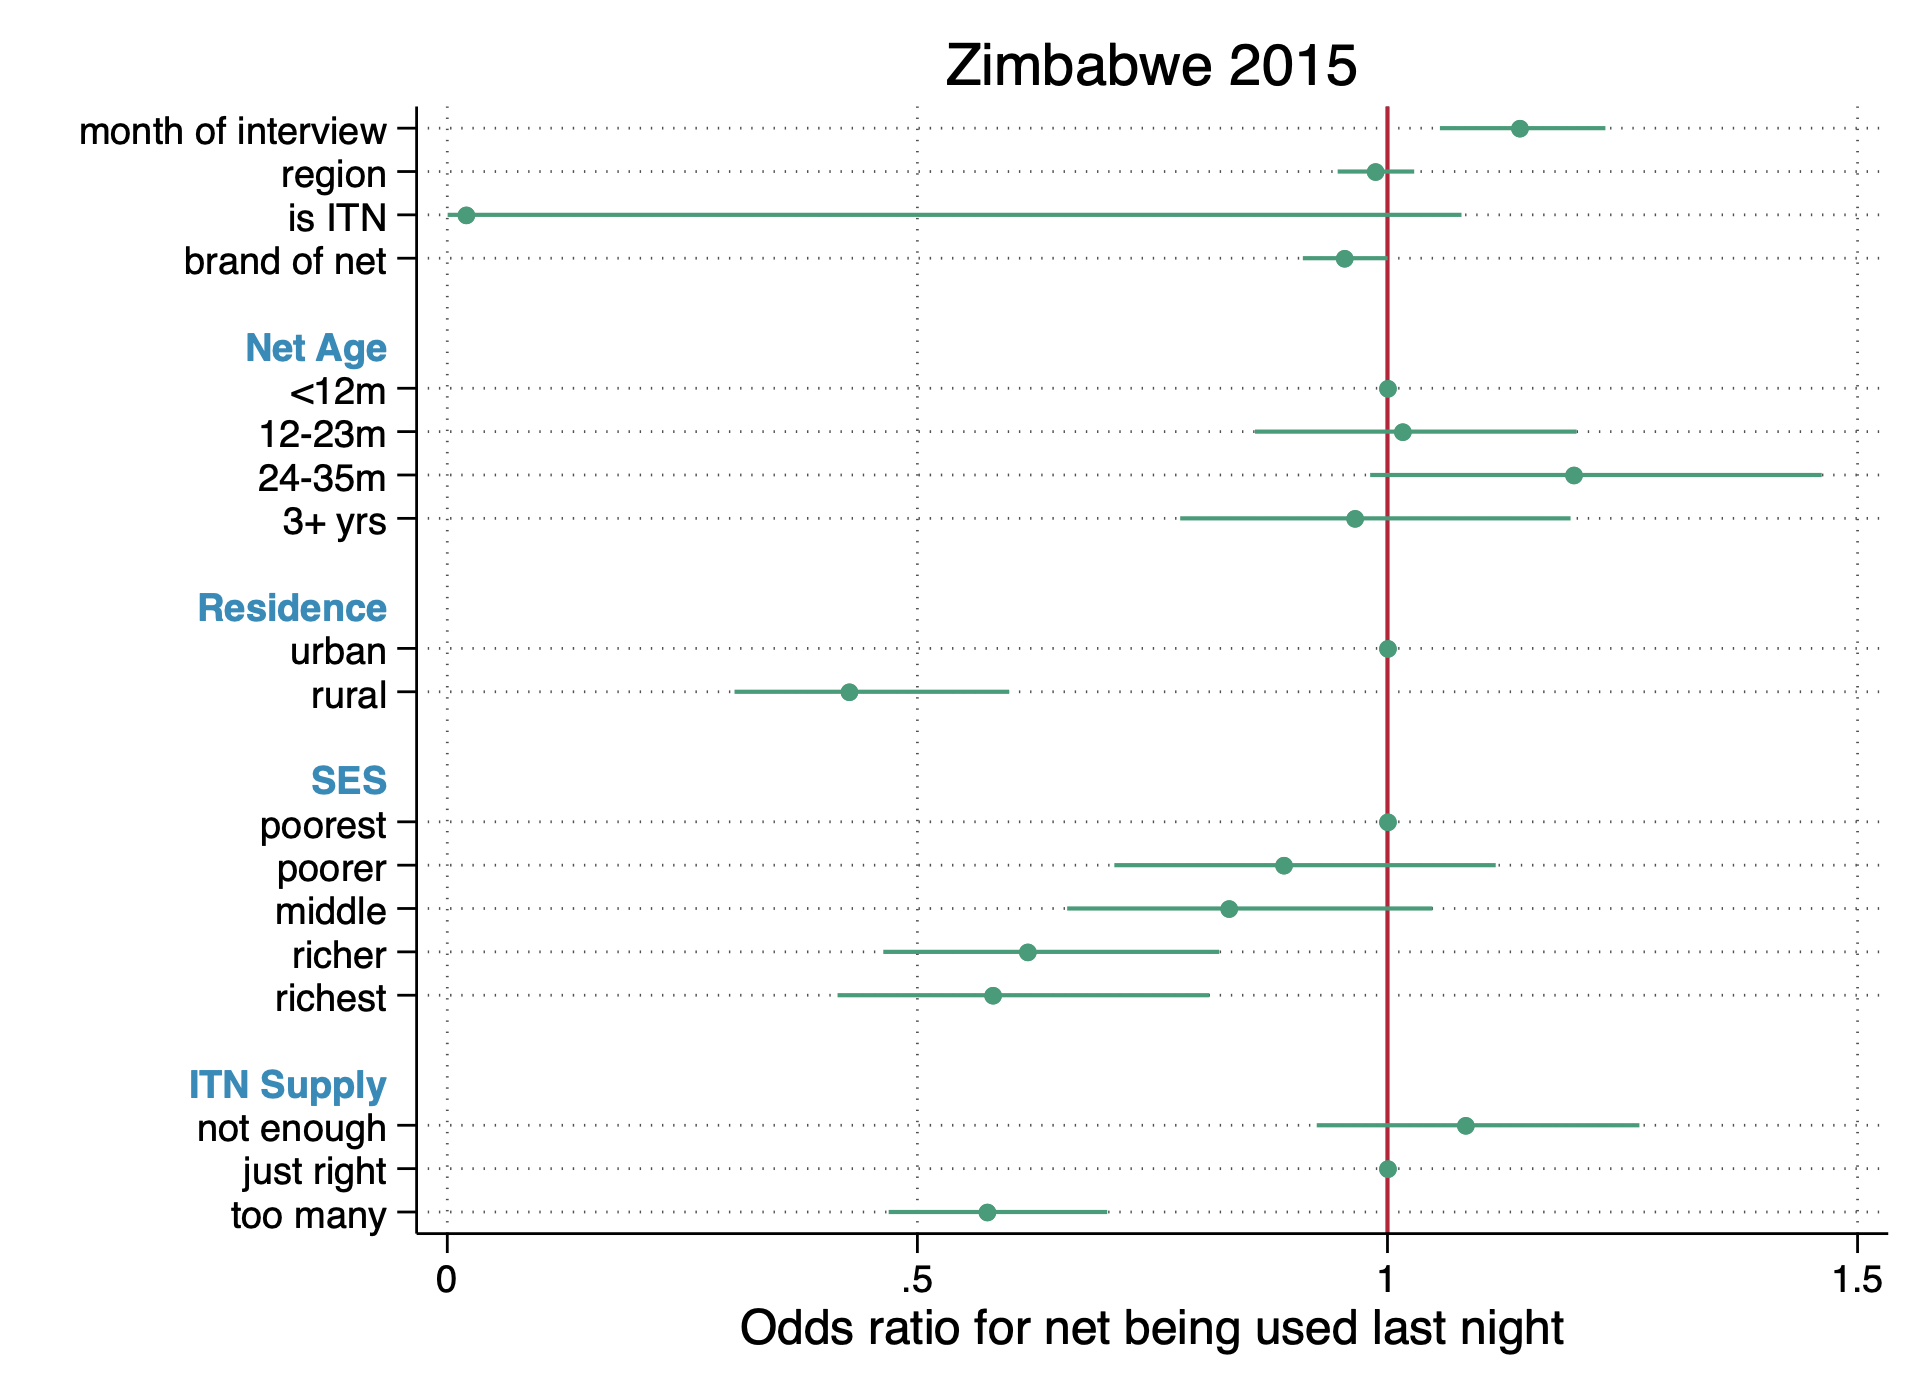 Zimbabwe 2015
month of interview
region
is ITN
brand of net
Net Age
<12m
12-23m
24-35m
3+ yrs
Residence
urban
rural
SES
poorest
poorer
middle
richer
richest
ITN Supply
not enough
just right
too many
0 .5 1 1.5
Odds ratio for net being used last night